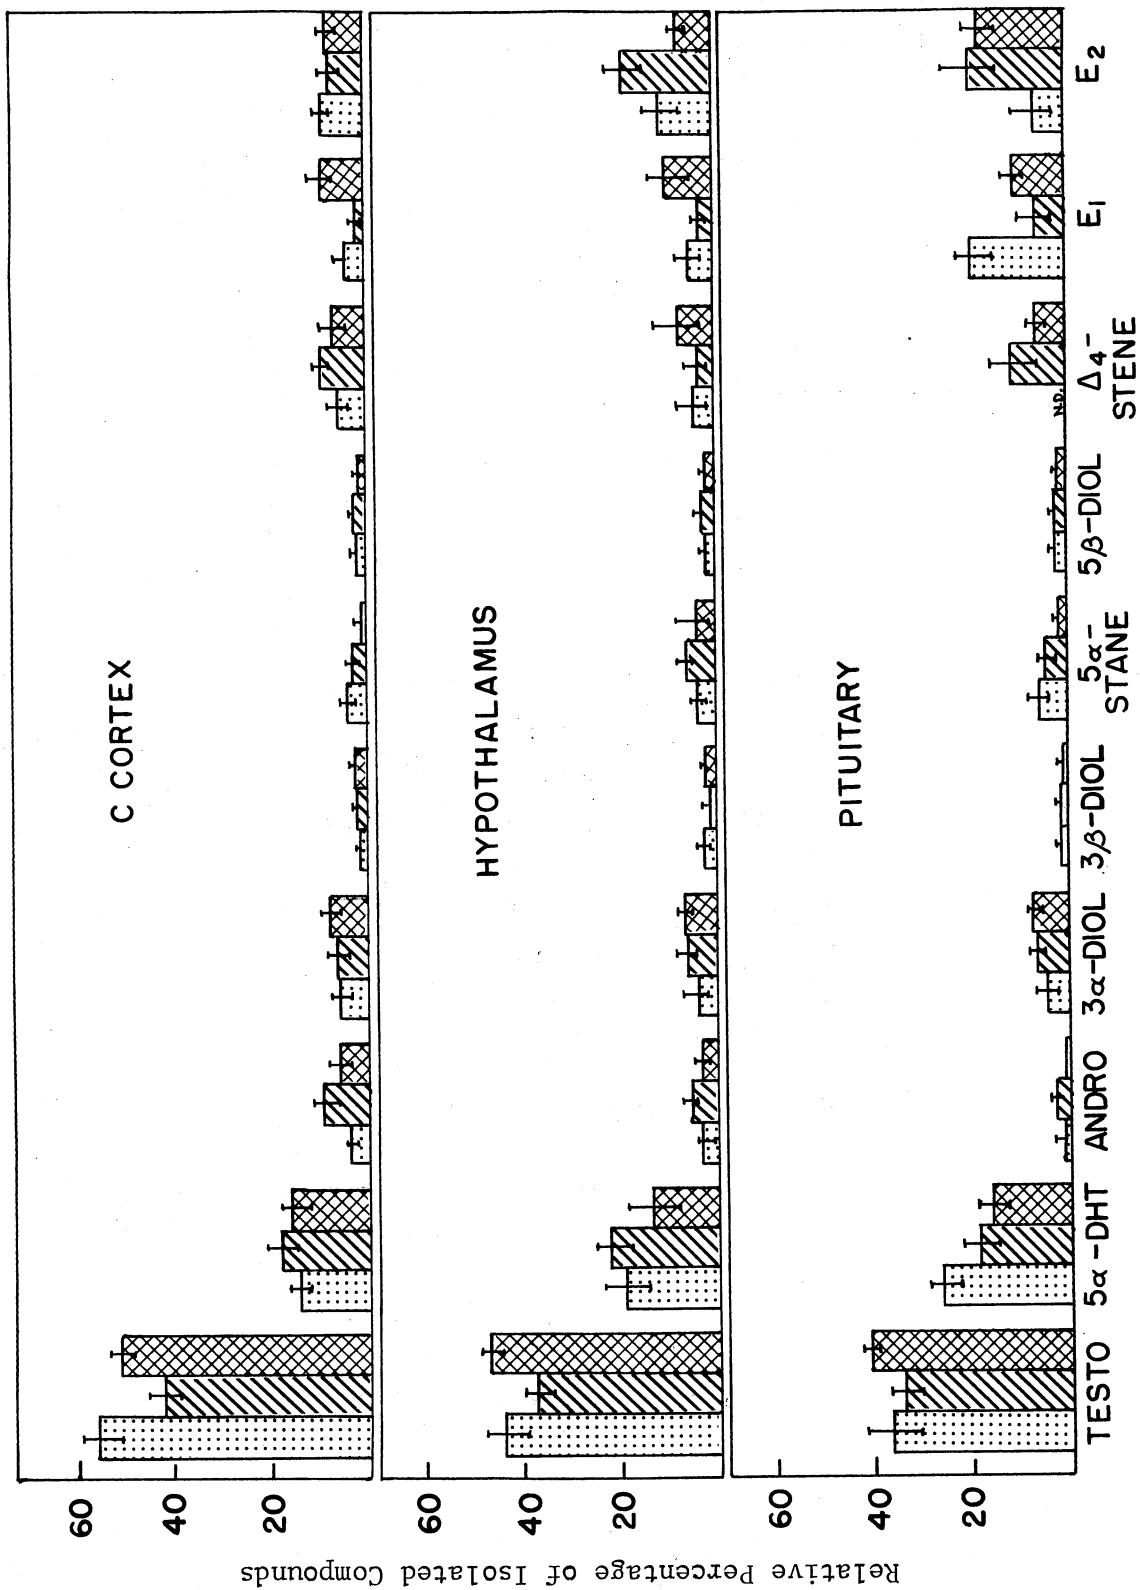 Relative Percentage of Isolated Compounds
C CORTEX
60
40
20
HYPOTHALAMUS
60
40
20
PITUITARY
60
40
20
N.D.
TESTO 5α-DHT ANDRO 3α-DIOL 3β-DIOL 5α- 5β-DIOL Δ4- E1 E2
STANE STENE